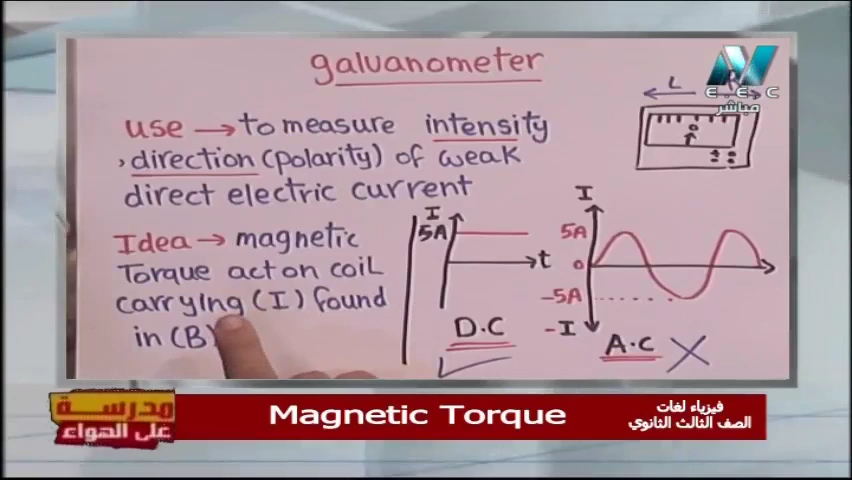 galvanometer
use → to measure intensity
, direction (polarity) of weak
direct electric current
Idea → magnetic
Torque act on coil
carrying (I) found
in (B)
L R
E.E.C
مباشر
0
I
5A
t
D.C
I
5A
0
-5A
-I
A.C
مدرسة
على الهواء
Magnetic Torque
فيزياء لغات
الصف الثالث الثانوي